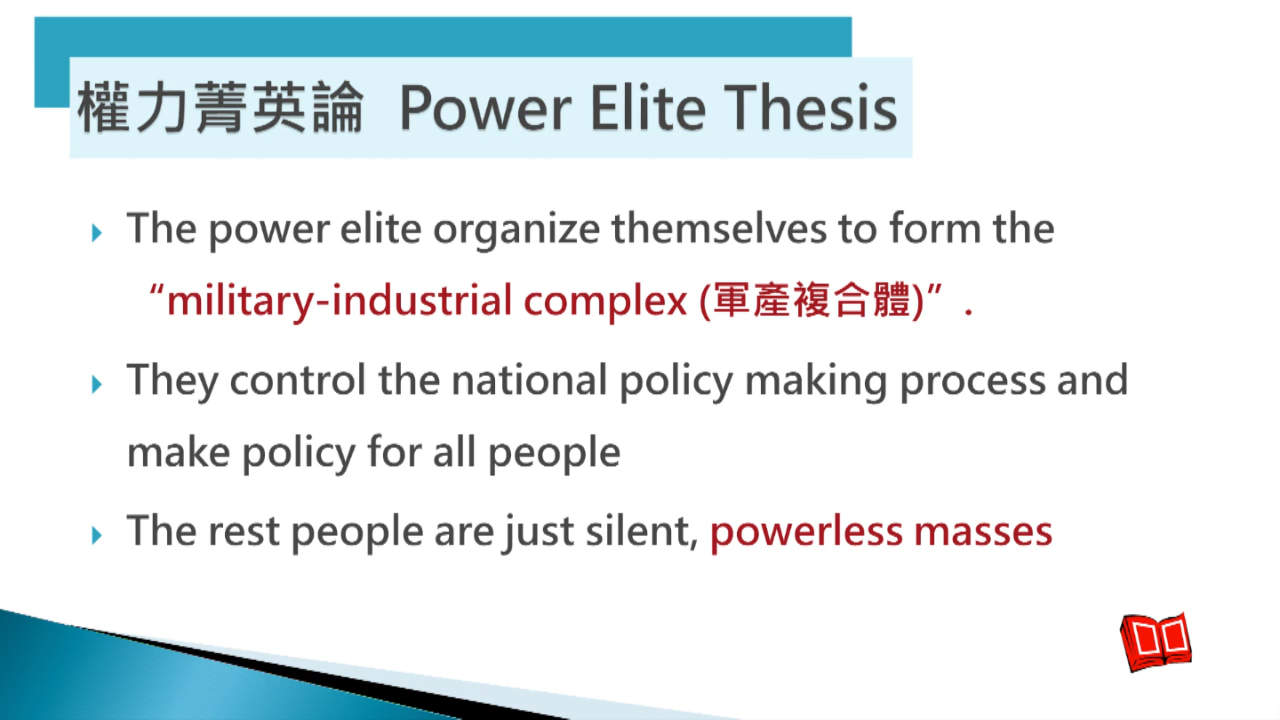 權力菁英論 Power Elite Thesis
The power elite organize themselves to form the
“military-industrial complex (軍產複合體)”.
They control the national policy making process and
make policy for all people
The rest people are just silent, powerless masses